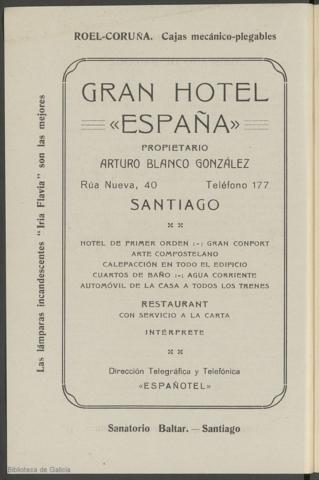 ROEL-CORUÑA. Cajas mecánico-plegables
Las lámparas incandescentes "Iria Flavia" son las mejores
GRAN HOTEL
«ESPAÑA»
PROPIETARIO
ARTURO BLANCO GONZÁLEZ
Rúa Nueva, 40 Teléfono 177
SANTIAGO
HOTEL DE PRIMER ORDEN :-: GRAN CONFORT
ARTE COMPOSTELANO
CALEFACCIÓN EN TODO EL EDIFICIO
CUARTOS DE BAÑO :-: AGUA CORRIENTE
AUTOMÓVIL DE LA CASA A TODOS LOS TRENES
RESTAURANT
CON SERVICIO A LA CARTA
INTÉRPRETE
Dirección Telegráfica y Telefónica
«ESPAÑOTEL»
Sanatorio Baltar. — Santiago
Biblioteca de Galicia